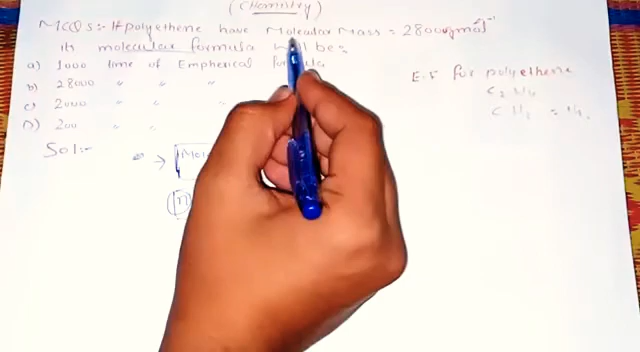 (Chemistry)
MCQS:- If polyethene have Molecular Mass = 28000gmol⁻¹
its molecular formula will be:
a) 1000 time of Empherical formula
b) 28000 " " "
c) 2000 " "
D) 200 " "
E.F for polyethene
C₂H₄
CH₂ = 14.
Sol:-
→ Mole
(n)